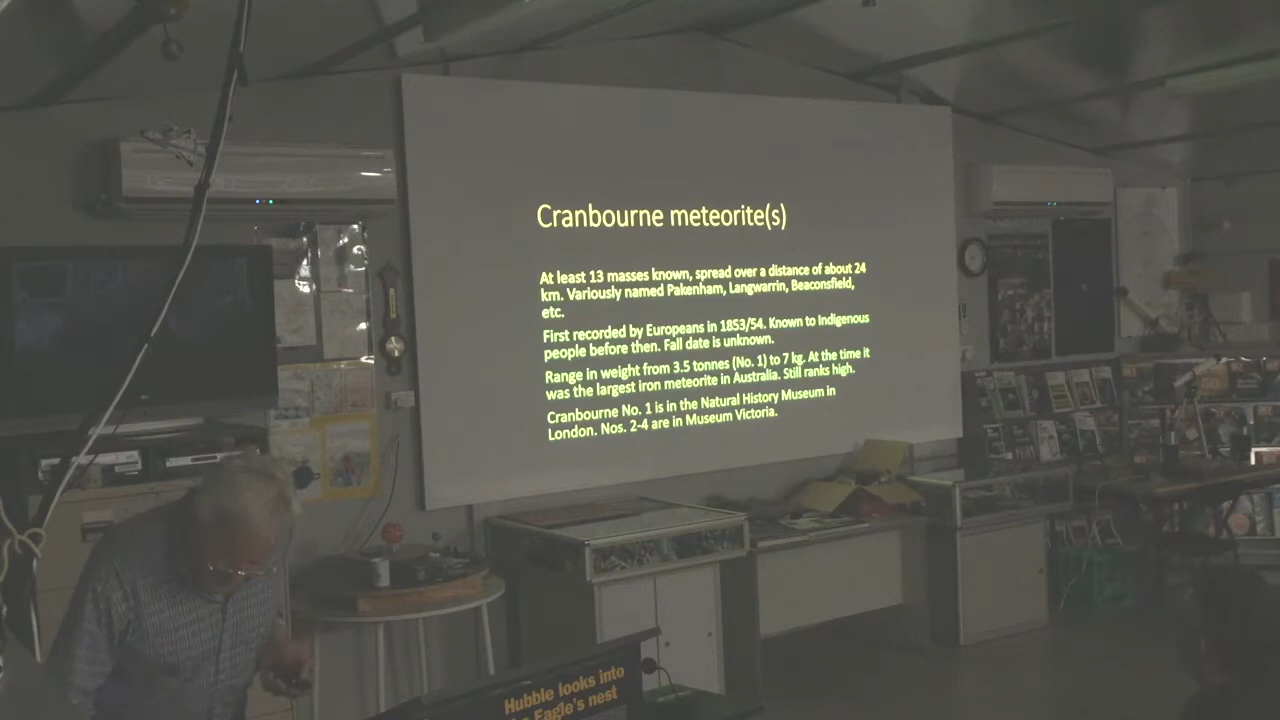 Cranbourne meteorite(s)
At least 13 masses known, spread over a distance of about 24
km. Variously named Pakenham, Langwarrin, Beaconsfield,
etc.
First recorded by Europeans in 1853/54. Known to Indigenous
people before then. Fall date is unknown.
Range in weight from 3.5 tonnes (No. 1) to 7 kg. At the time it
was the largest iron meteorite in Australia. Still ranks high.
Cranbourne No. 1 is in the Natural History Museum in
London. Nos. 2-4 are in Museum Victoria.
Hubble looks into
Eagle's nest